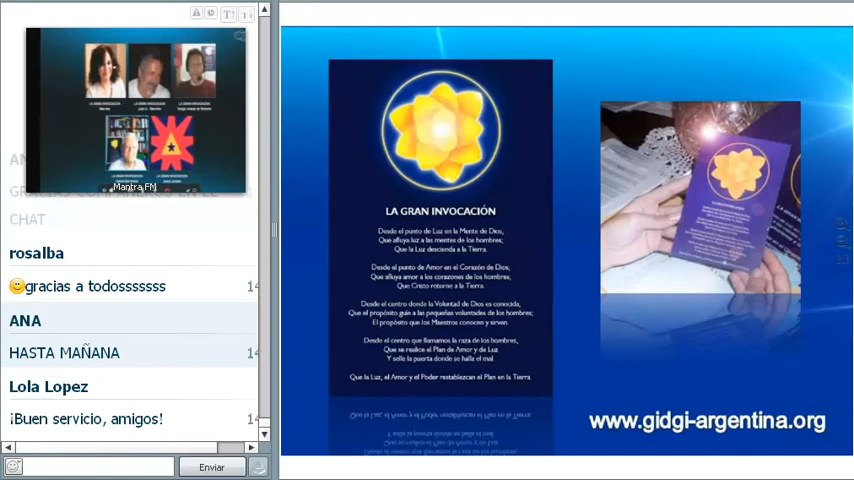 Mantra FM
CHAT
rosalba
gracias a todosssssss
14
ANA
HASTA MAÑANA
14
Lola Lopez
¡Buen servicio, amigos!
14
Enviar
LA GRAN INVOCACIÓN
Desde el punto de Luz en la Mente de Dios,
Que afluya luz a las mentes de los hombres;
Que la Luz descienda a la Tierra.
Desde el punto de Amor en el Corazón de Dios,
Que afluya amor a los corazones de los hombres;
Que Cristo retorne a la Tierra.
Desde el centro donde la Voluntad de Dios es conocida,
Que el propósito guíe a las pequeñas voluntades de los hombres;
El propósito que los Maestros conocen y sirven.
Desde el centro que llamamos la raza de los hombres,
Que se realice el Plan de Amor y de Luz
Y selle la puerta donde se halla el mal.
Que la Luz, el Amor y el Poder restablezcan el Plan en la Tierra.
www.gidgi-argentina.org